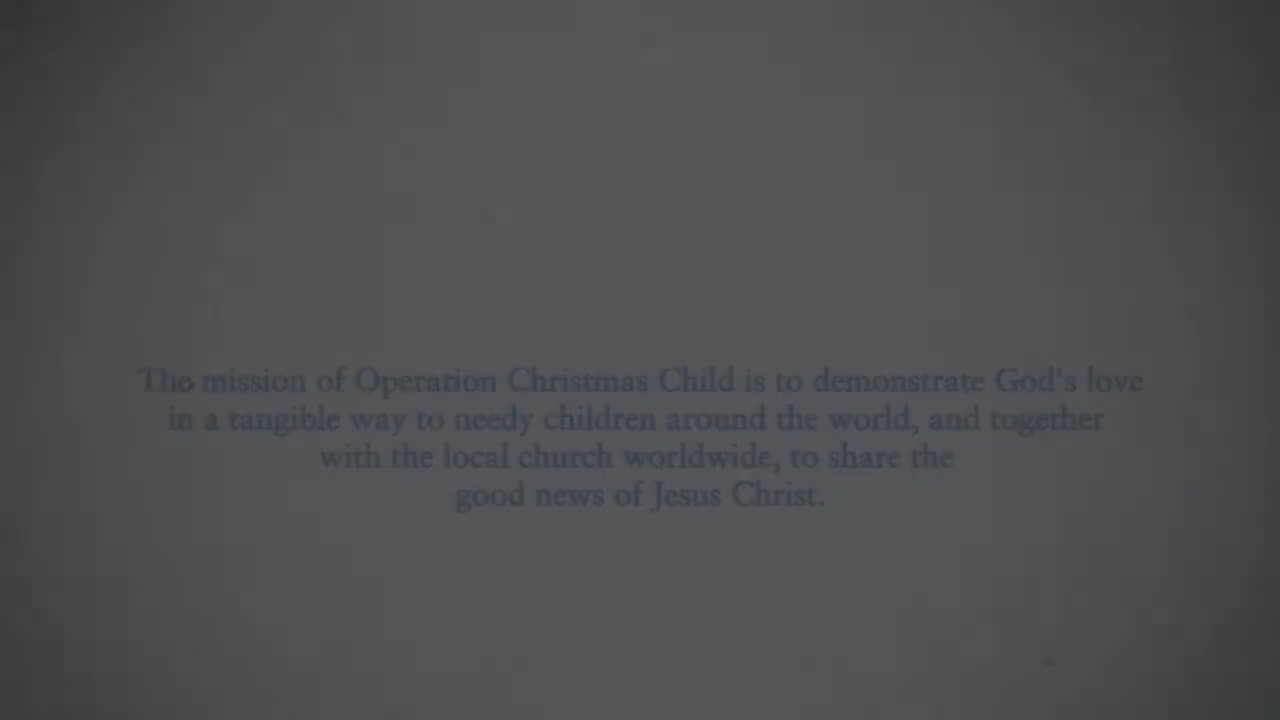 The mission of Operation Christmas Child is to demonstrate God's love
in a tangible way to needy children around the world, and together
with the local church worldwide, to share the
good news of Jesus Christ.